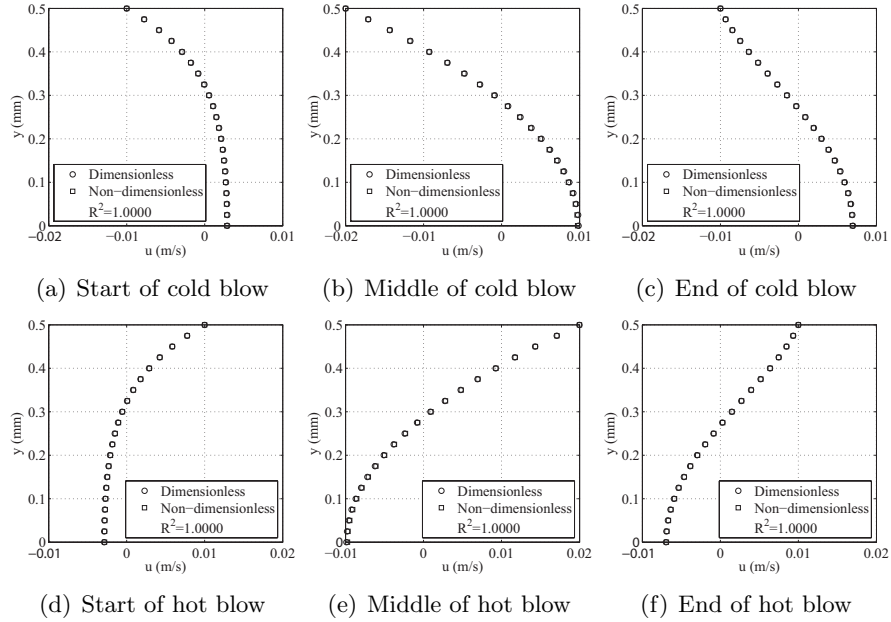 0.5
0.4
0.3
0.2
0.1
0
y (mm)
Dimensionless
Non−dimensionless
R²=1.0000
−0.02 −0.01 0 0.01
u (m/s)
(a) Start of cold blow
0.5
0.4
0.3
0.2
0.1
0
y (mm)
Dimensionless
Non−dimensionless
R²=1.0000
−0.02 −0.01 0 0.01
u (m/s)
(b) Middle of cold blow
0.5
0.4
0.3
0.2
0.1
0
y (mm)
Dimensionless
Non−dimensionless
R²=1.0000
−0.02 −0.01 0 0.01
u (m/s)
(c) End of cold blow
0.5
0.4
0.3
0.2
0.1
0
y (mm)
Dimensionless
Non−dimensionless
R²=1.0000
−0.01 0 0.01 0.02
u (m/s)
(d) Start of hot blow
0.5
0.4
0.3
0.2
0.1
0
y (mm)
Dimensionless
Non−dimensionless
R²=1.0000
−0.01 0 0.01 0.02
u (m/s)
(e) Middle of hot blow
0.5
0.4
0.3
0.2
0.1
0
y (mm)
Dimensionless
Non−dimensionless
R²=1.0000
−0.01 0 0.01 0.02
u (m/s)
(f) End of hot blow